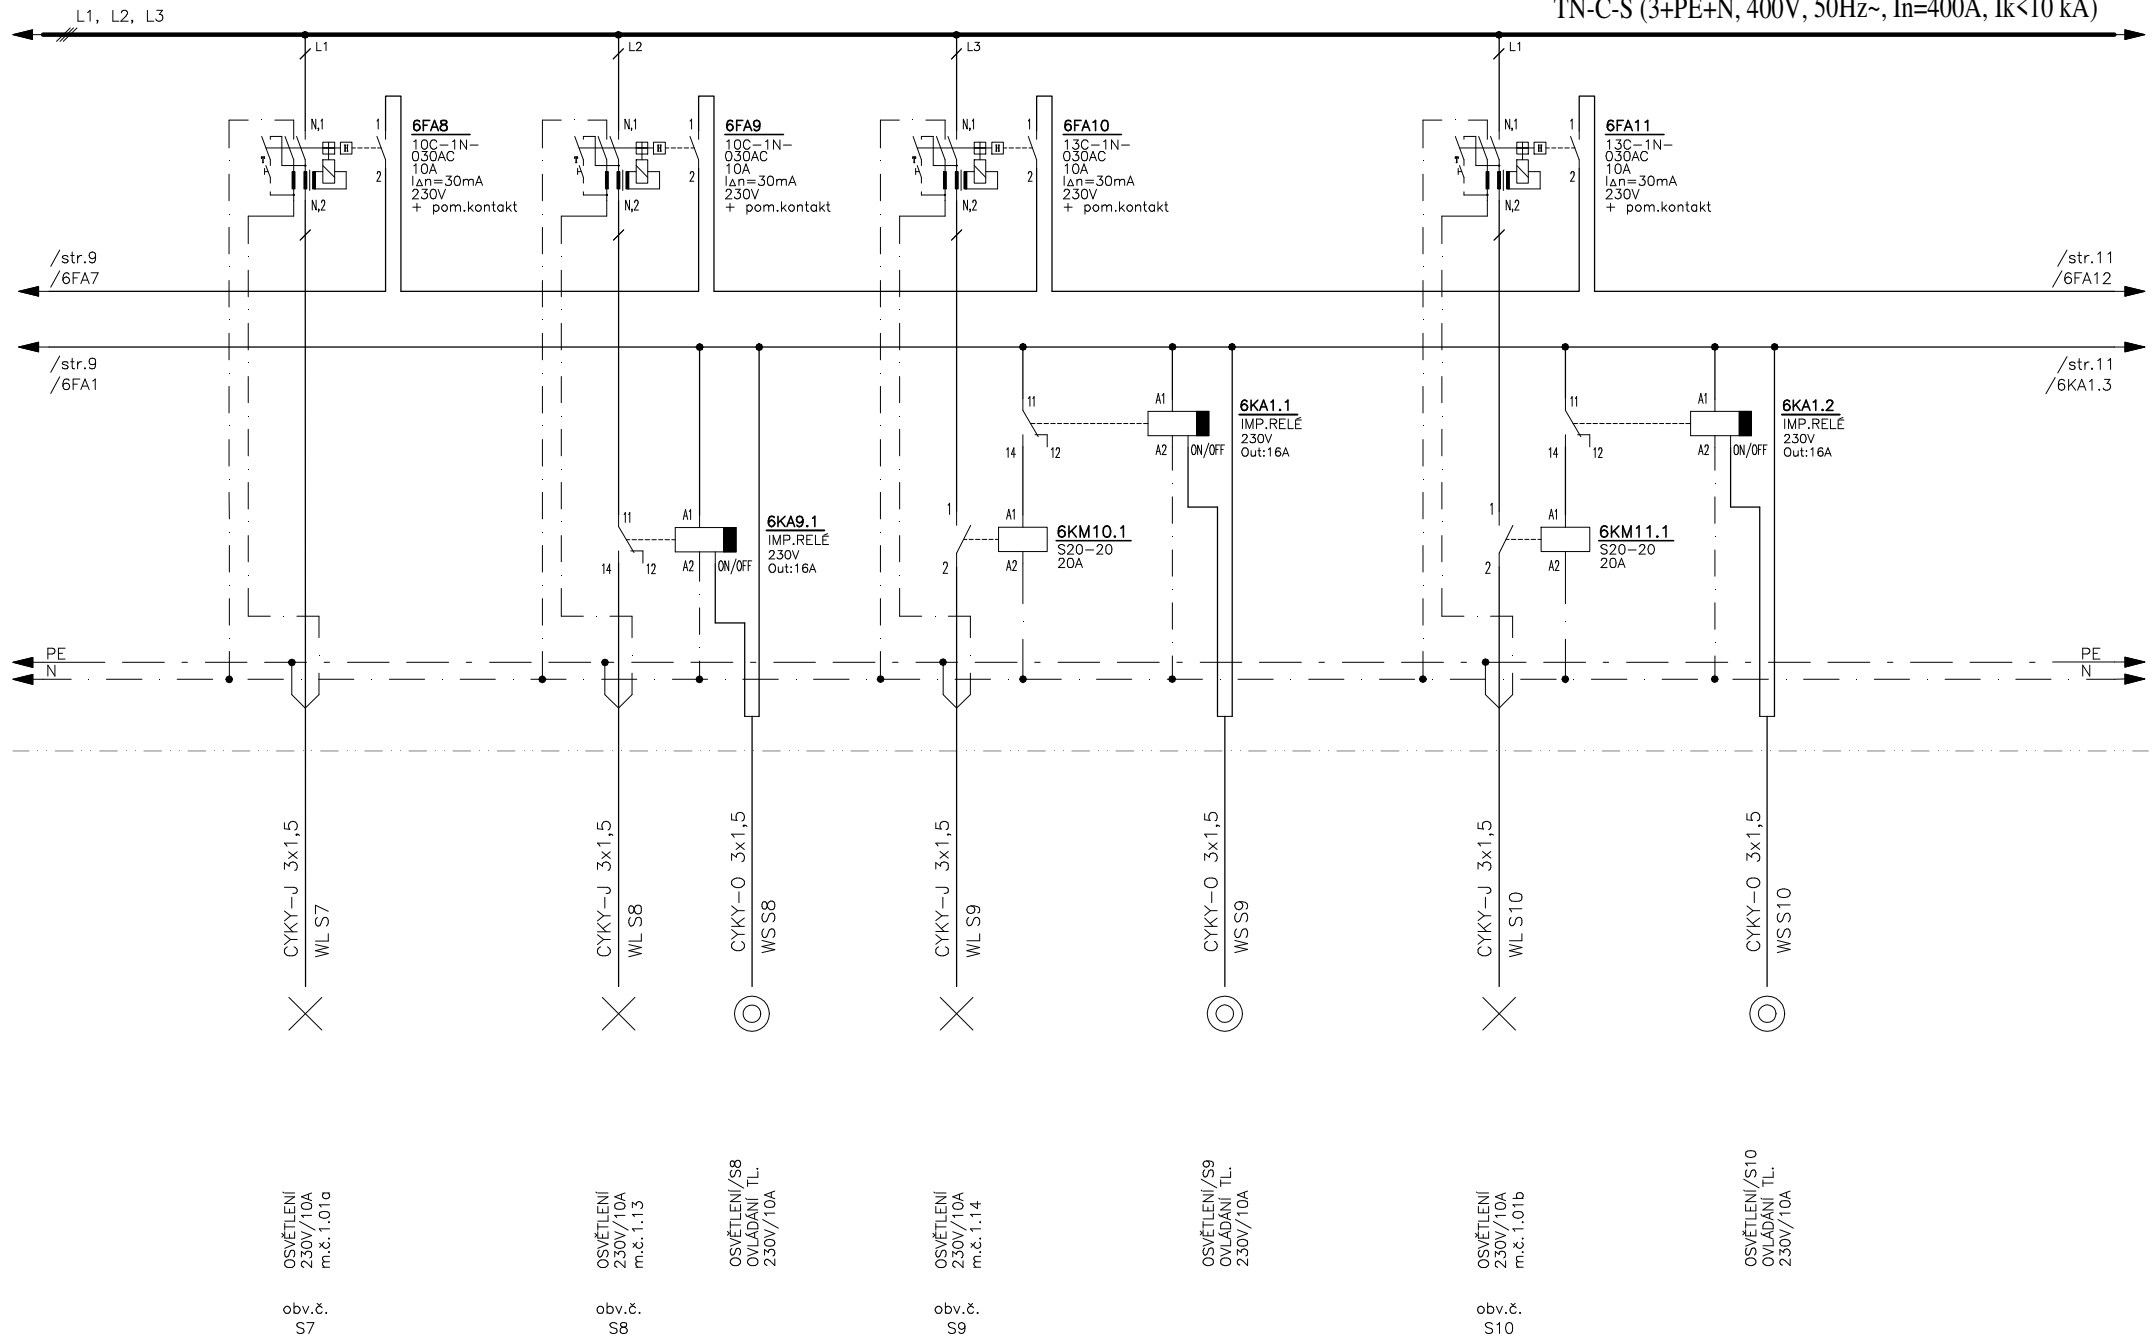 TN-C-S (3+PE+N, 400V, 50Hz~, In=400A, Ik<10 kA)
L1, L2, L3
L1
L2
L3
L1
N,1
1
6FA8
10C-1N-
030AC
10A
I∆n=30mA
230V
+ pom.kontakt
2
N,2
N,1
1
6FA9
10C-1N-
030AC
10A
I∆n=30mA
230V
+ pom.kontakt
2
N,2
N,1
1
6FA10
13C-1N-
030AC
10A
I∆n=30mA
230V
+ pom.kontakt
2
N,2
N,1
1
6FA11
13C-1N-
030AC
10A
I∆n=30mA
230V
+ pom.kontakt
2
N,2
H
H
H
H
/str.9
/6FA7
/str.11
/6FA12
/str.9
/6FA1
/str.11
/6KA1.3
11
14
12
A1
A2
ON/OFF
6KA1.1
IMP.RELÉ
230V
Out:16A
11
14
12
A1
A2
ON/OFF
6KA1.2
IMP.RELÉ
230V
Out:16A
11
14
12
A1
A2
ON/OFF
6KA9.1
IMP.RELÉ
230V
Out:16A
1
2
A1
A2
6KM10.1
S20-20
20A
1
2
A1
A2
6KM11.1
S20-20
20A
PE
N
PE
N
CYKY-J 3x1,5
WL S7
CYKY-J 3x1,5
WL S8
CYKY-O 3x1,5
WS S8
CYKY-J 3x1,5
WL S9
CYKY-O 3x1,5
WS S9
CYKY-J 3x1,5
WL S10
CYKY-O 3x1,5
WS S10
OSVĚTLENÍ
230V/10A
m.č.1.01a
OSVĚTLENÍ
230V/10A
m.č.1.13
OSVĚTLENÍ/S8
OVLÁDÁNÍ TL.
230V/10A
OSVĚTLENÍ
230V/10A
m.č.1.14
OSVĚTLENÍ/S9
OVLÁDÁNÍ TL.
230V/10A
OSVĚTLENÍ
230V/10A
m.č.1.01b
OSVĚTLENÍ/S10
OVLÁDÁNÍ TL.
230V/10A
obv.č.
S7
obv.č.
S8
obv.č.
S9
obv.č.
S10